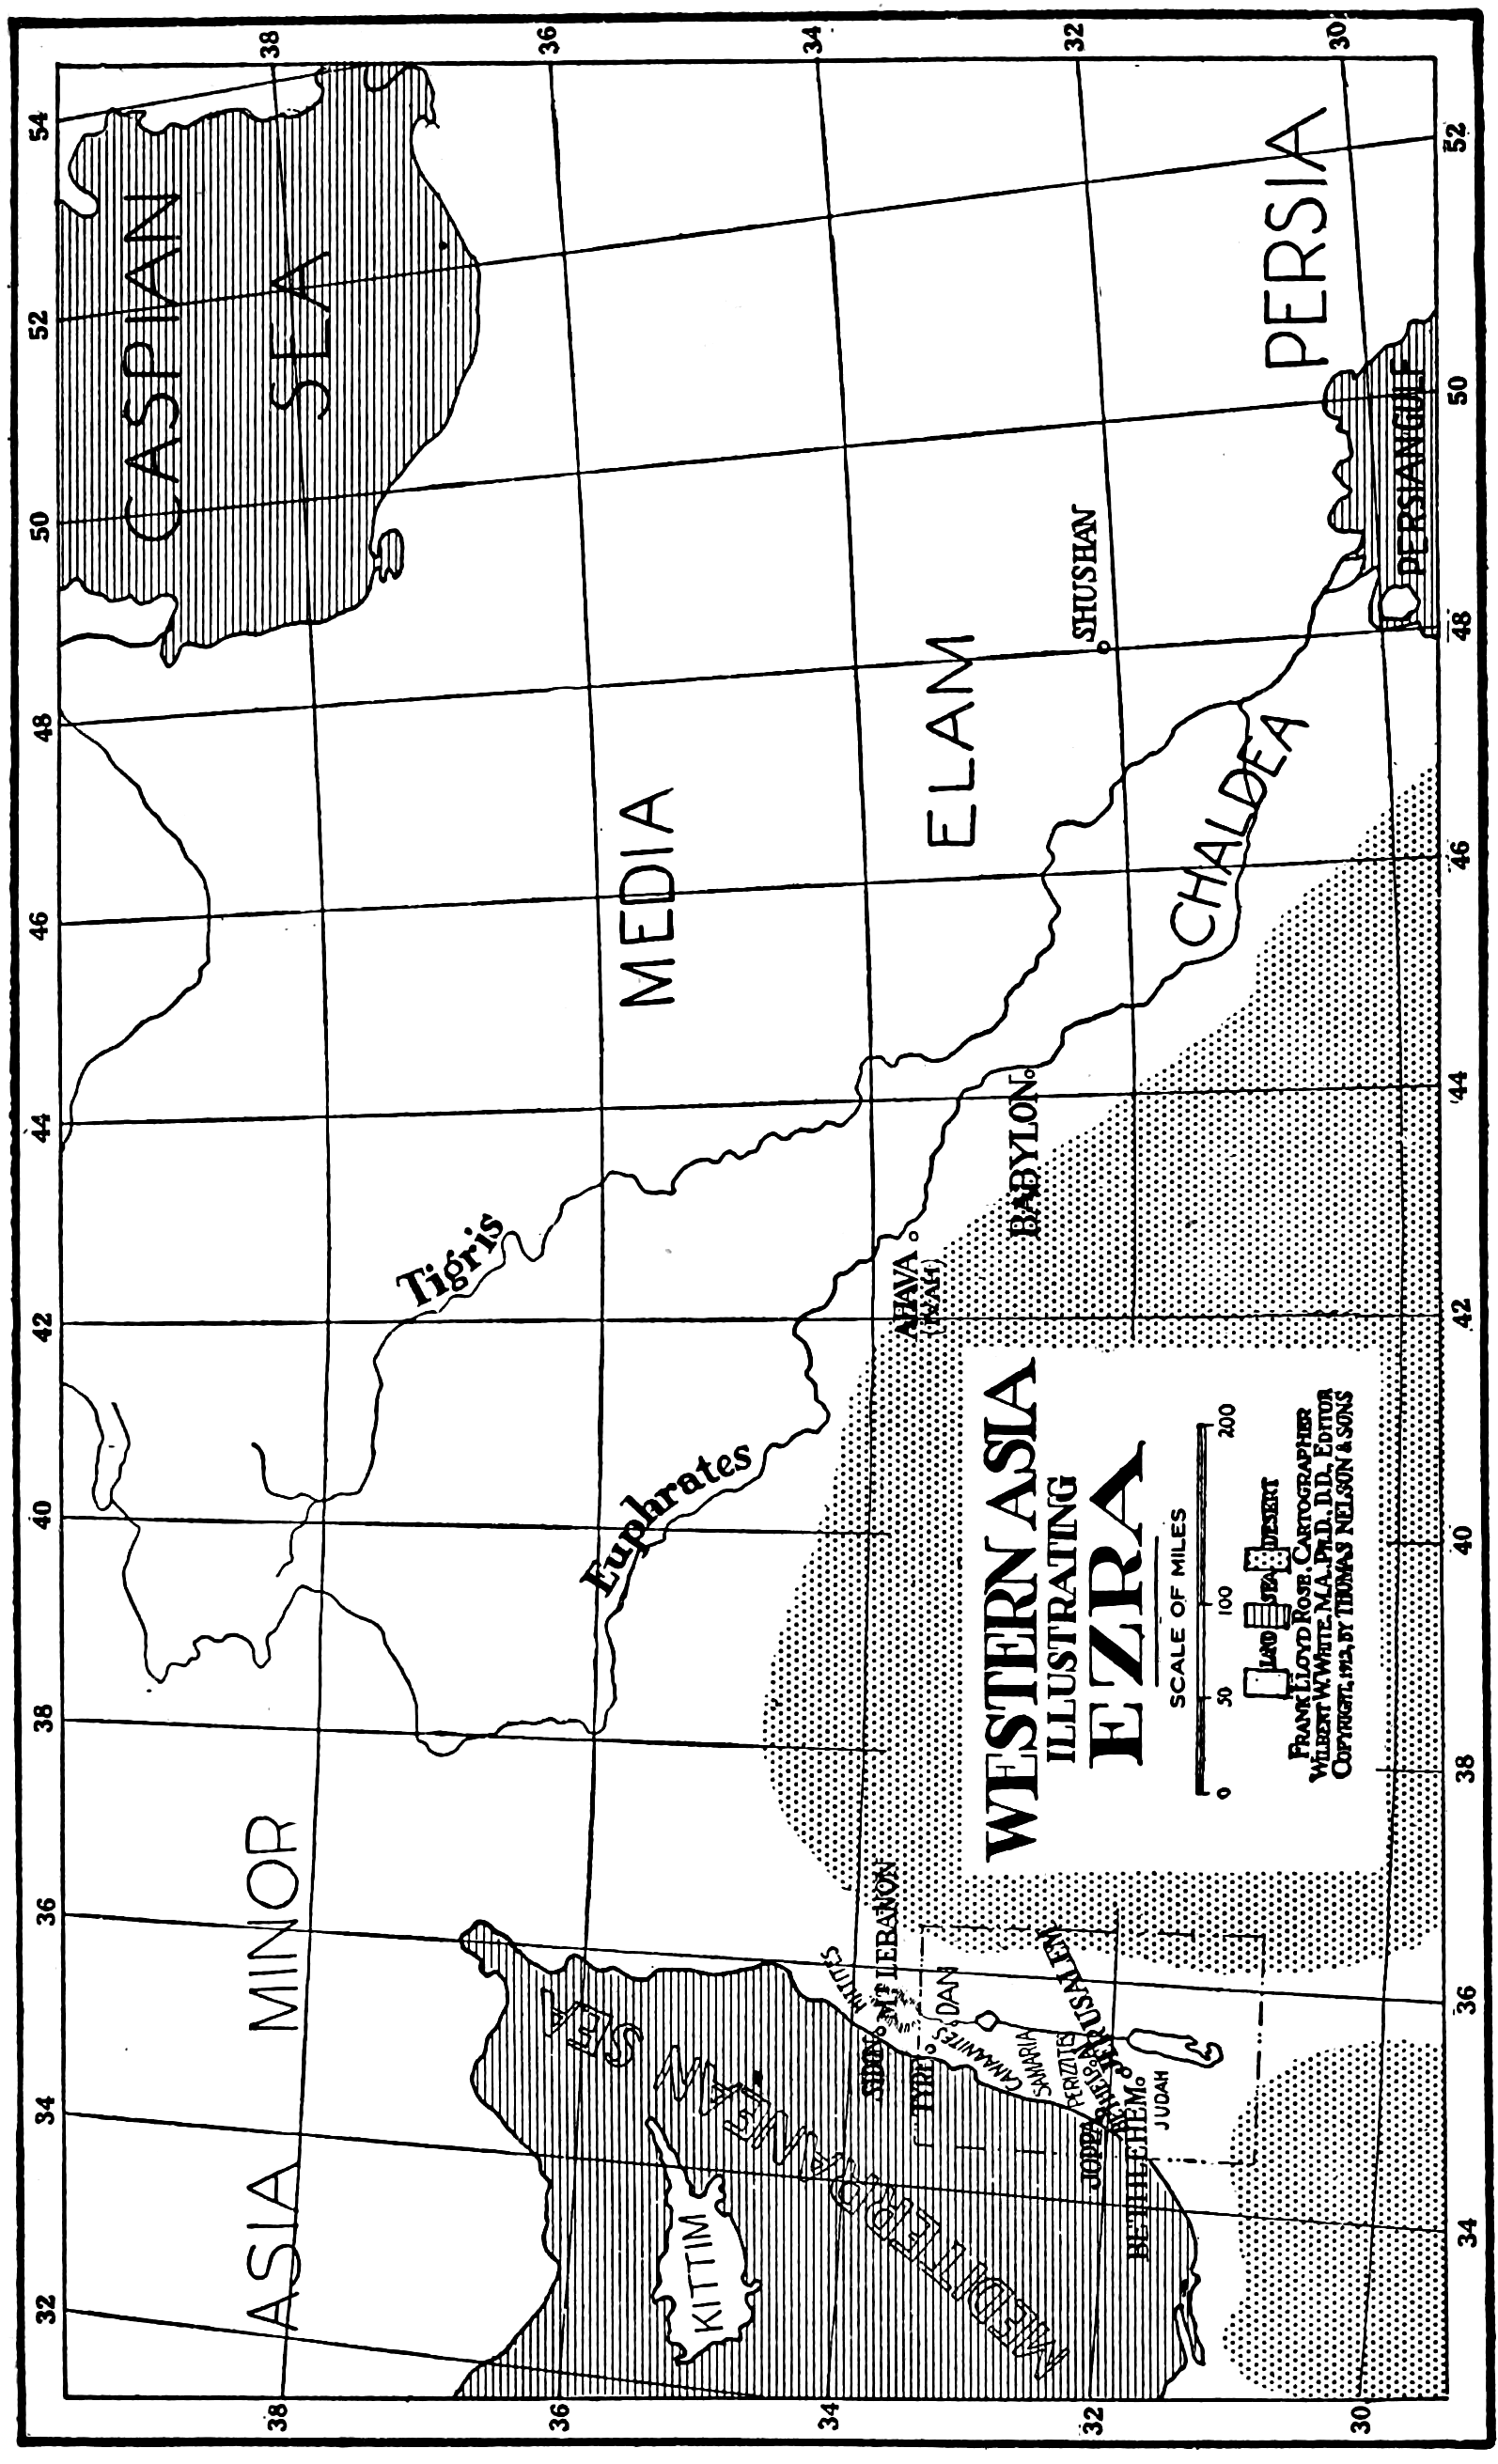 WESTERN ASIA
ILLUSTRATING
EZRA
SCALE OF MILES
0 50 100 200
LAND SEA DESERT
FRANK LLOYD ROSE. CARTOGRAPHER
WILBERT W. WHITE. M.A. PH.D. D.D., EDITOR
COPYRIGHT, 1912, BY THOMAS NELSON & SONS
32 34 36 38 40 42 44 46 48 50 52 54
38
36
34
32
30
38
36
34
32
30
34 36 38 40 42 44 46 48 50 52
ASIA MINOR
CASPIAN
SEA
Tigris
Euphrates
MEDIA
KITTIM
MEDITERRANEAN SEA
HITTITES
MT LEBANON
SIDON
TYRE
DAN
CANAANITES
SAMARIA
PERIZZITES
JERUSALEM
JOPPA
BETHLEHEM
JUDAH
AHAVA
BABYLON
ELAM
SHUSHAN
CHALDEA
PERSIA
PERSIAN GULF